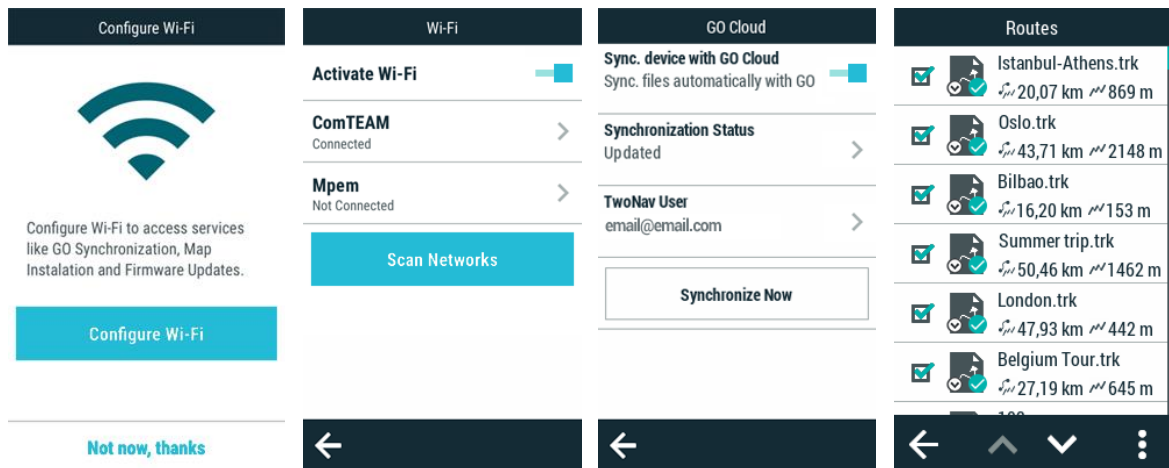 Configure Wi-Fi
Configure Wi-Fi to access services
like GO Synchronization, Map
Instalation and Firmware Updates.
Configure Wi-Fi
Not now, thanks
Wi-Fi
Activate Wi-Fi
ComTEAM
Connected
Mpem
Not Connected
Scan Networks
GO Cloud
Sync. device with GO Cloud
Sync. files automatically with GO
Synchronization Status
Updated
TwoNav User
email@email.com
Synchronize Now
Routes
Istanbul-Athens.trk
20,07 km 869 m
Oslo.trk
43,71 km 2148 m
Bilbao.trk
16,20 km 153 m
Summer trip.trk
50,46 km 1462 m
London.trk
47,93 km 442 m
Belgium Tour.trk
27,19 km 645 m